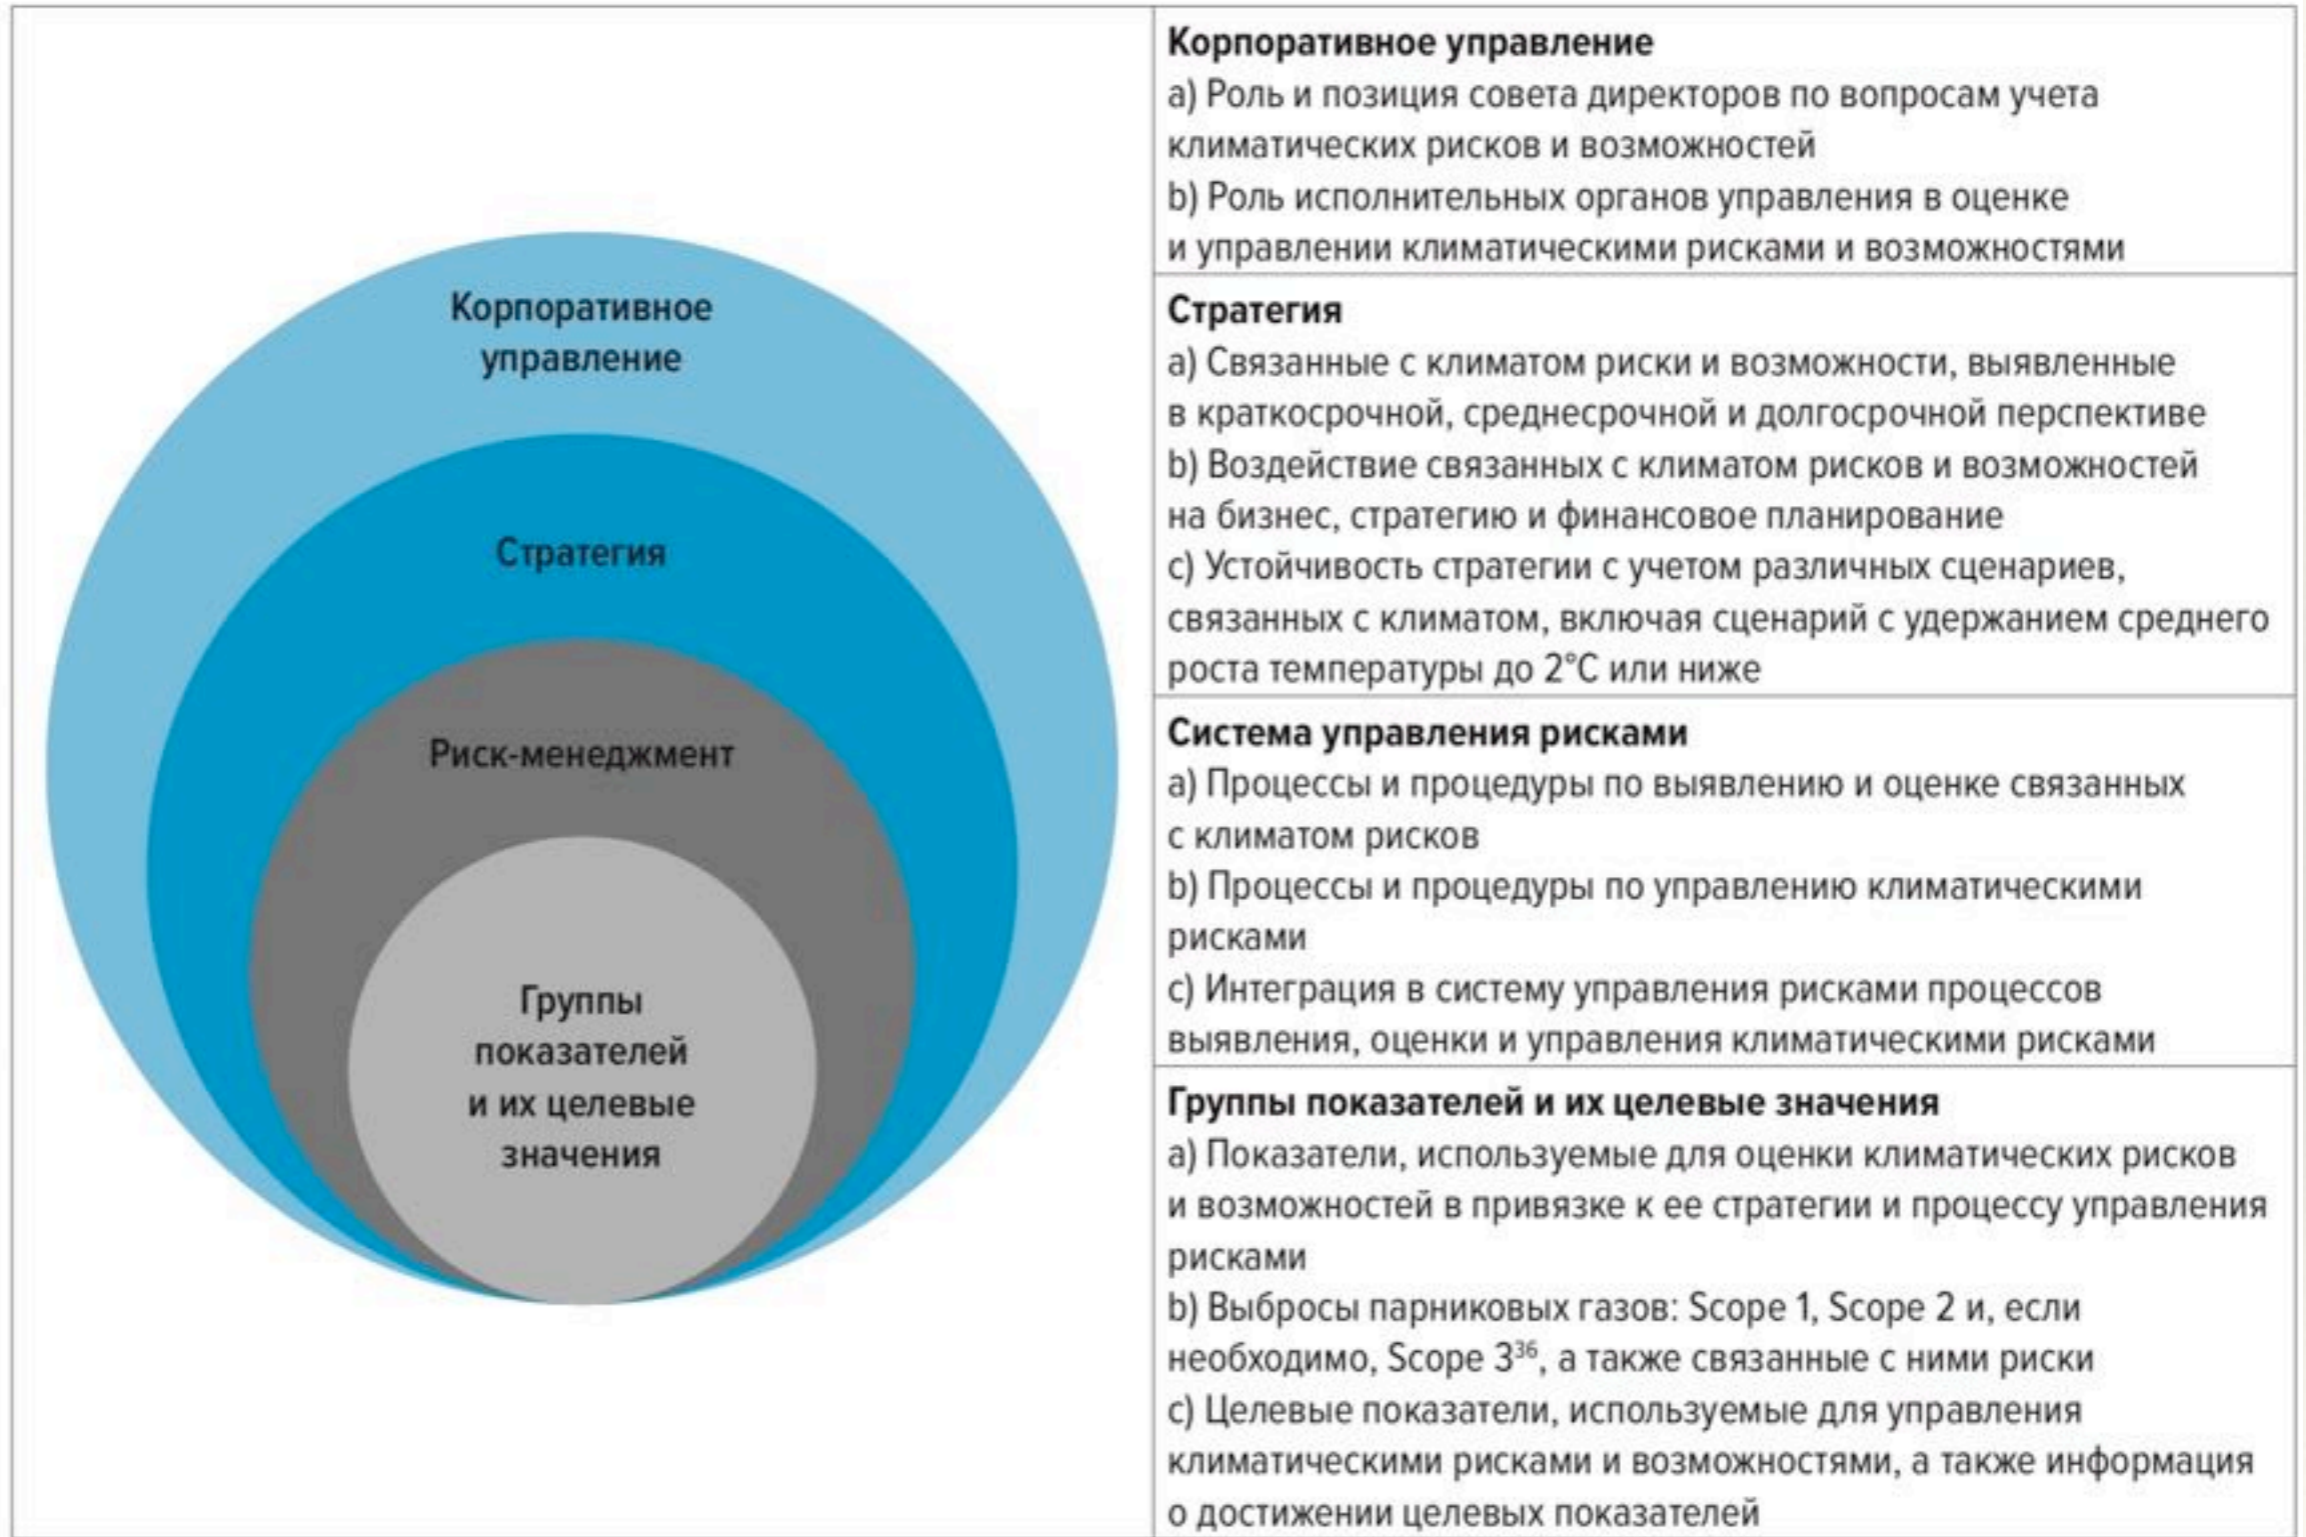 Корпоративное
управление
Стратегия
Риск-менеджмент
Группы
показателей
и их целевые
значения
Корпоративное управление
a) Роль и позиция совета директоров по вопросам учета
климатических рисков и возможностей
b) Роль исполнительных органов управления в оценке
и управлении климатическими рисками и возможностями
Стратегия
a) Связанные с климатом риски и возможности, выявленные
в краткосрочной, среднесрочной и долгосрочной перспективе
b) Воздействие связанных с климатом рисков и возможностей
на бизнес, стратегию и финансовое планирование
c) Устойчивость стратегии с учетом различных сценариев,
связанных с климатом, включая сценарий с удержанием среднего
роста температуры до 2°C или ниже
Система управления рисками
a) Процессы и процедуры по выявлению и оценке связанных
с климатом рисков
b) Процессы и процедуры по управлению климатическими
рисками
c) Интеграция в систему управления рисками процессов
выявления, оценки и управления климатическими рисками
Группы показателей и их целевые значения
a) Показатели, используемые для оценки климатических рисков
и возможностей в привязке к ее стратегии и процессу управления
рисками
b) Выбросы парниковых газов: Scope 1, Scope 2 и, если
необходимо, Scope 3³⁶, а также связанные с ними риски
c) Целевые показатели, используемые для управления
климатическими рисками и возможностями, а также информация
о достижении целевых показателей